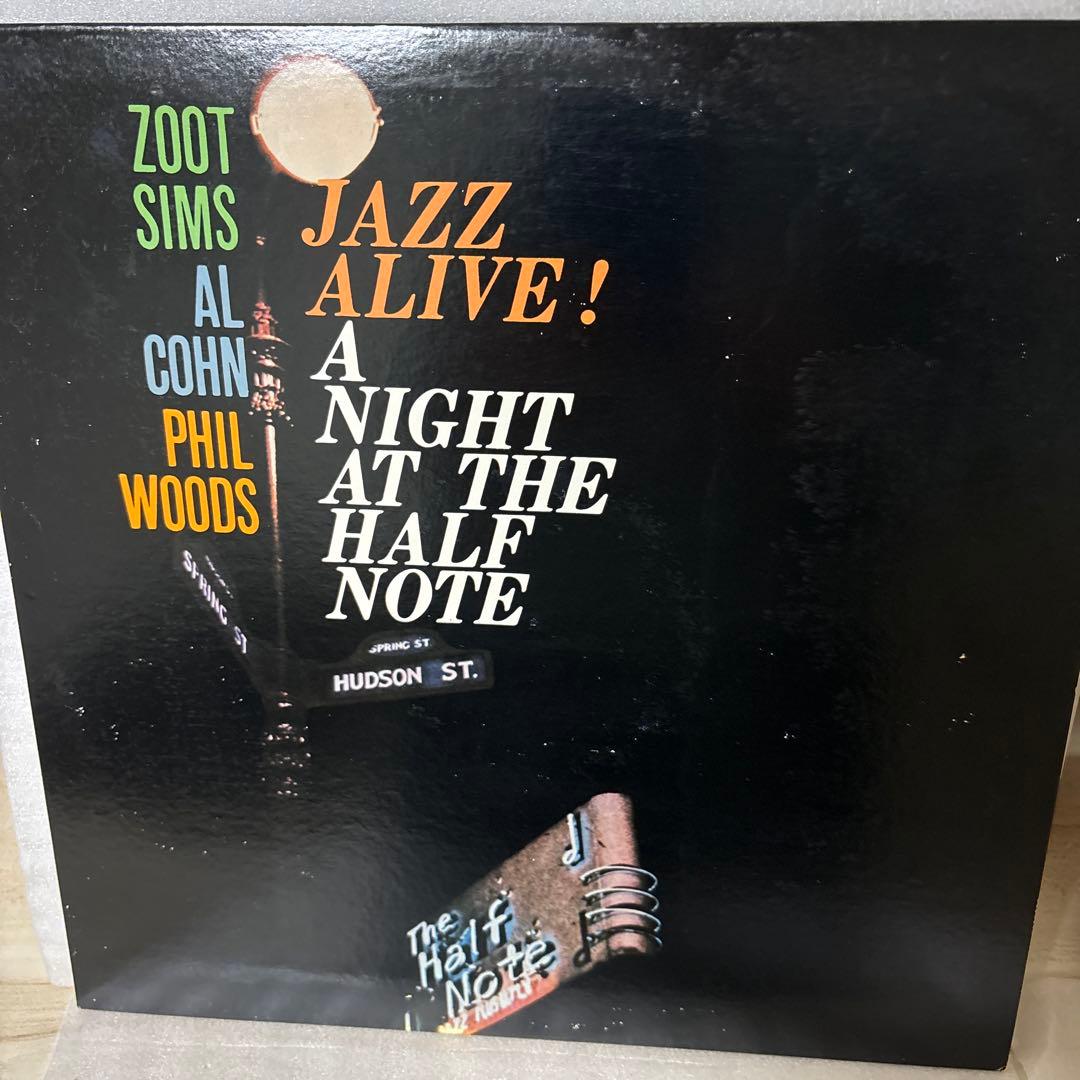 ZOOT
SIMS
AL
COHN
PHIL
WOODS
JAZZ
ALIVE!
A
NIGHT
AT THE
HALF
NOTE
SPRING ST
SPRING ST.
HUDSON ST.
The
Half
Note